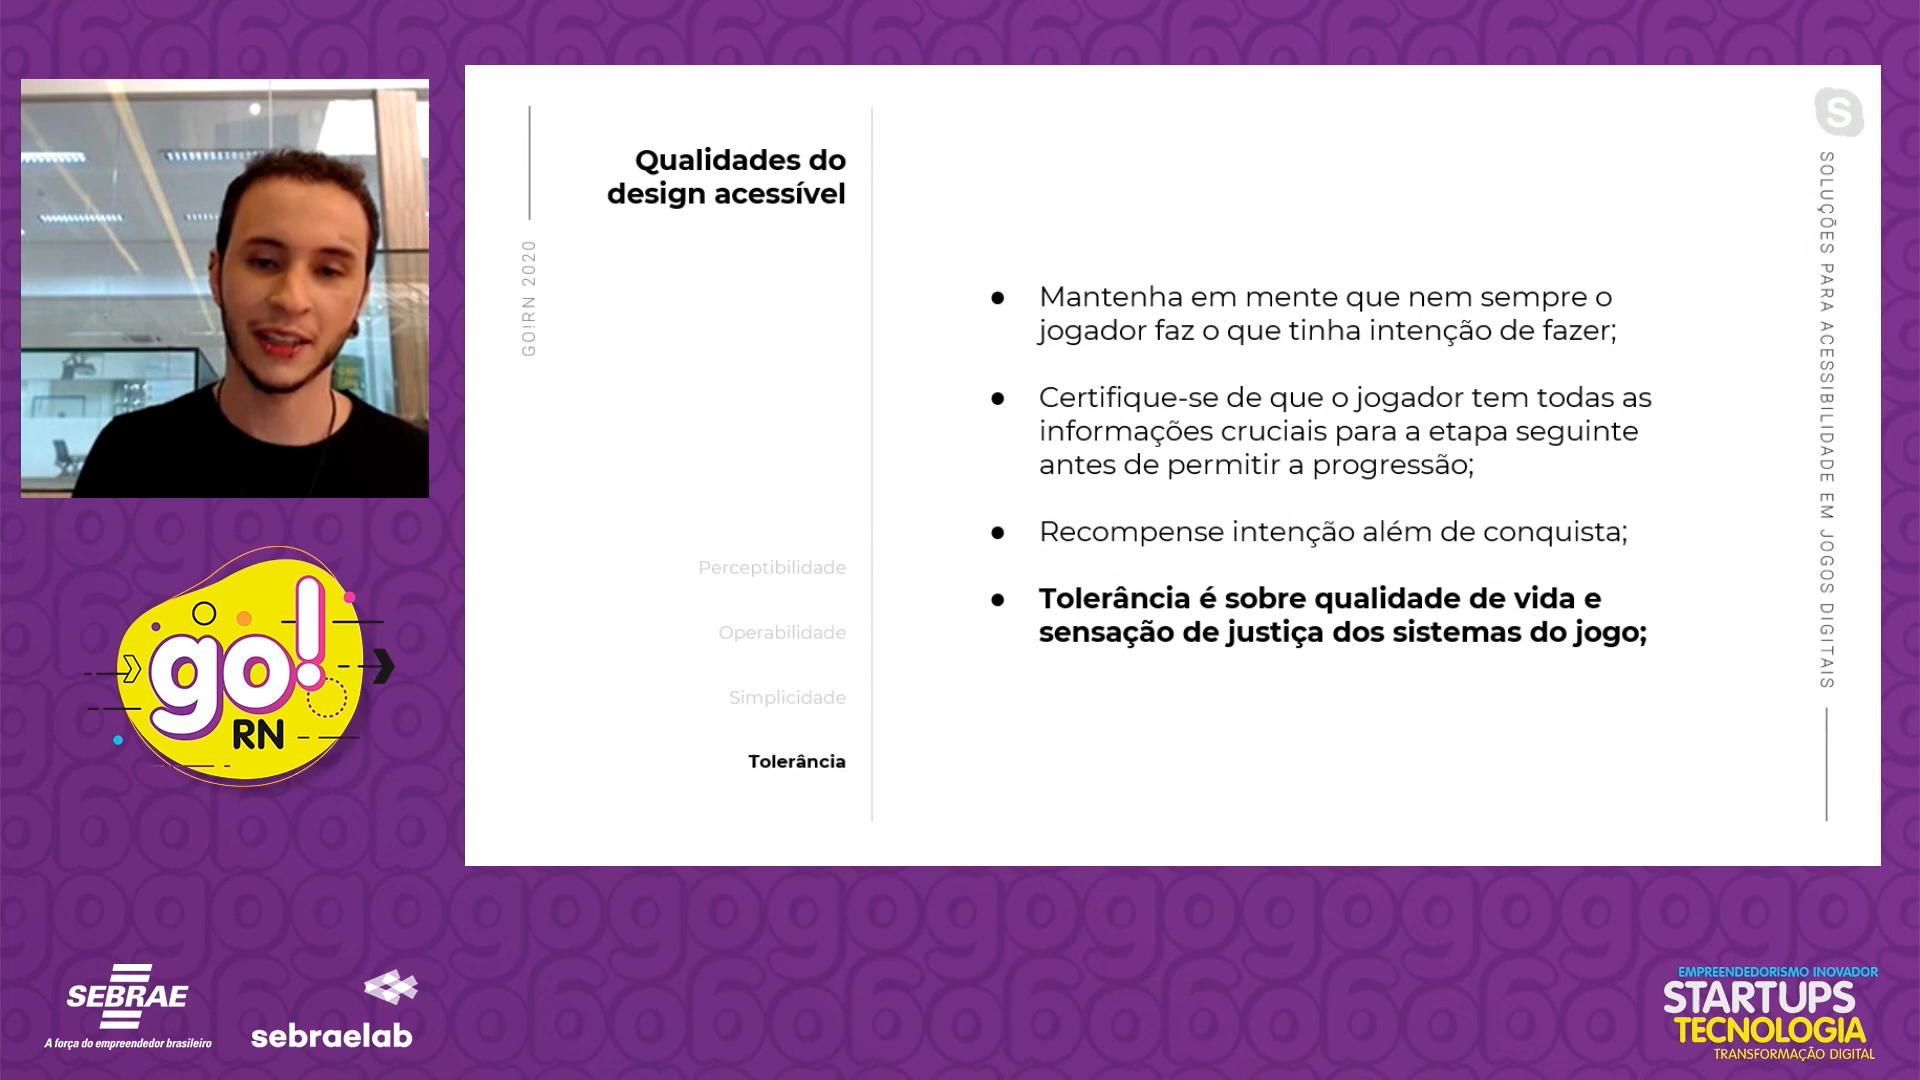 Qualidades do
design acessível
GO!RN 2020
Perceptibilidade
Operabilidade
Simplicidade
Tolerância
● Mantenha em mente que nem sempre o
jogador faz o que tinha intenção de fazer;
● Certifique-se de que o jogador tem todas as
informações cruciais para a etapa seguinte
antes de permitir a progressão;
● Recompense intenção além de conquista;
● Tolerância é sobre qualidade de vida e
sensação de justiça dos sistemas do jogo;
S
SOLUÇÕES PARA ACESSIBILIDADE EM JOGOS DIGITAIS
go!
RN
SEBRAE
A força do empreendedor brasileiro
sebraelab
EMPREENDEDORISMO INOVADOR
STARTUPS
TECNOLOGIA
TRANSFORMAÇÃO DIGITAL